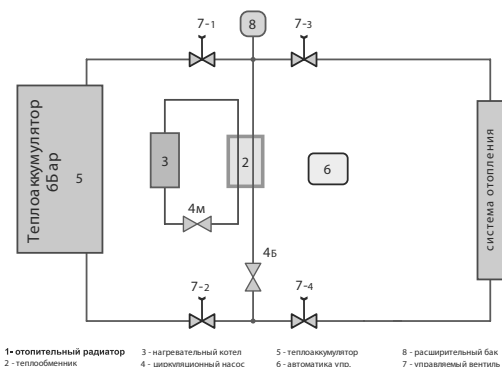 7-1
8
7-3
Теплоаккумулятор
6Бар
5
3
2
6
система отопления
4м
4Б
7-2
7-4
1- отопительный радиатор
3 - нагревательный котел
5 - теплоаккумулятор
8 - расширительный бак
2 - теплообменник
4 - циркуляционный насос
6 - автоматика упр.
7 - управляемый вентиль